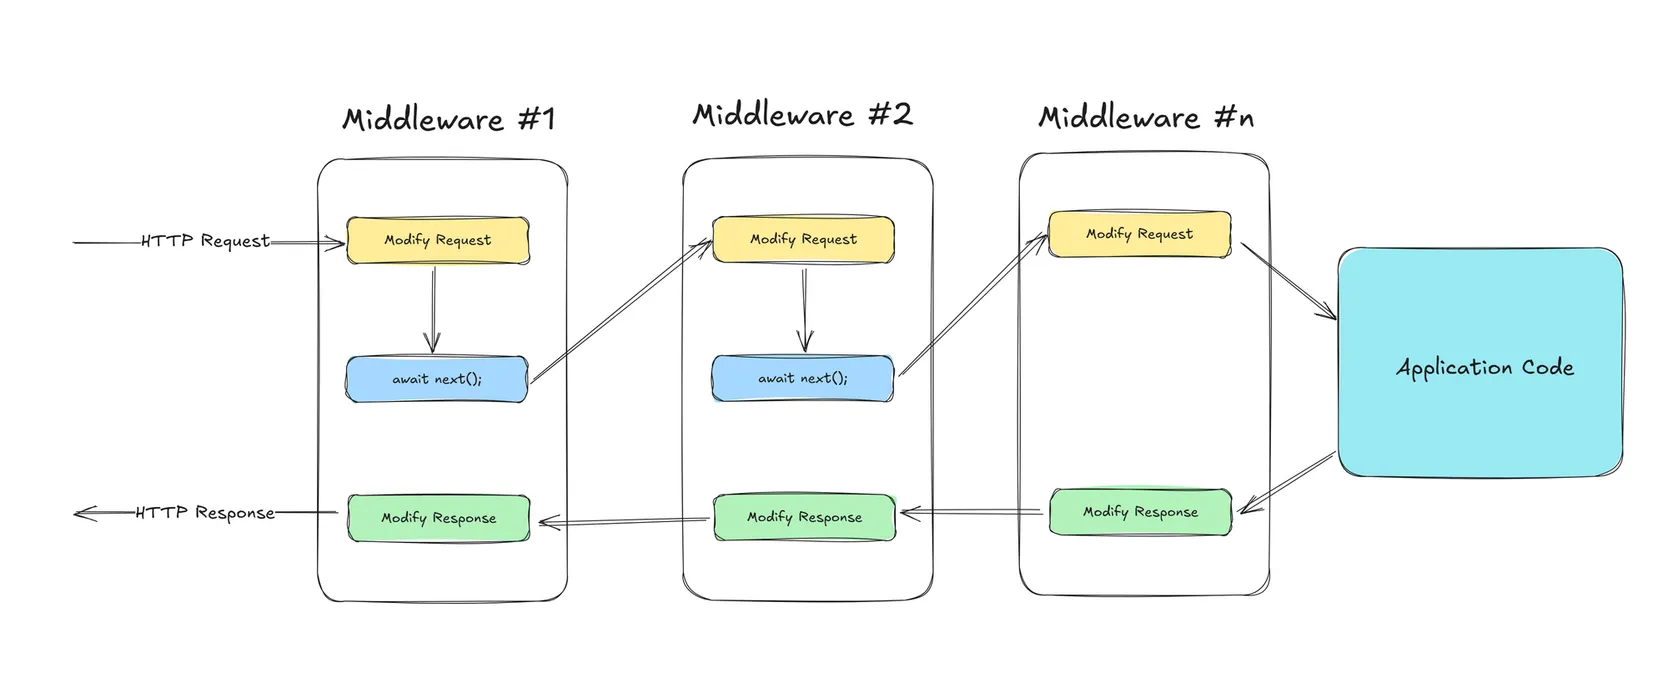 Middleware #1
Middleware #2
Middleware #n
HTTP Request
Modify Request
Modify Request
Modify Request
await next();
await next();
Application Code
HTTP Response
Modify Response
Modify Response
Modify Response